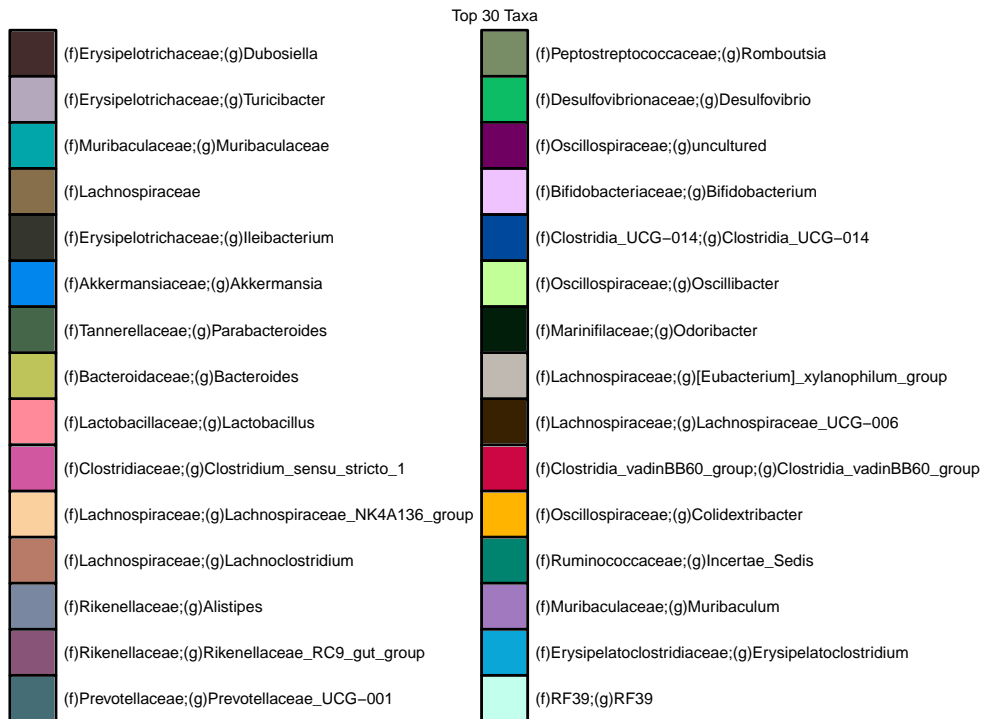 Top 30 Taxa
(f)Erysipelotrichaceae;(g)Dubosiella
(f)Erysipelotrichaceae;(g)Turicibacter
(f)Muribaculaceae;(g)Muribaculaceae
(f)Lachnospiraceae
(f)Erysipelotrichaceae;(g)Ileibacterium
(f)Akkermansiaceae;(g)Akkermansia
(f)Tannerellaceae;(g)Parabacteroides
(f)Bacteroidaceae;(g)Bacteroides
(f)Lactobacillaceae;(g)Lactobacillus
(f)Clostridiaceae;(g)Clostridium_sensu_stricto_1
(f)Lachnospiraceae;(g)Lachnospiraceae_NK4A136_group
(f)Lachnospiraceae;(g)Lachnoclostridium
(f)Rikenellaceae;(g)Alistipes
(f)Rikenellaceae;(g)Rikenellaceae_RC9_gut_group
(f)Prevotellaceae;(g)Prevotellaceae_UCG−001
(f)Peptostreptococcaceae;(g)Romboutsia
(f)Desulfovibrionaceae;(g)Desulfovibrio
(f)Oscillospiraceae;(g)uncultured
(f)Bifidobacteriaceae;(g)Bifidobacterium
(f)Clostridia_UCG−014;(g)Clostridia_UCG−014
(f)Oscillospiraceae;(g)Oscillibacter
(f)Marinifilaceae;(g)Odoribacter
(f)Lachnospiraceae;(g)[Eubacterium]_xylanophilum_group
(f)Lachnospiraceae;(g)Lachnospiraceae_UCG−006
(f)Clostridia_vadinBB60_group;(g)Clostridia_vadinBB60_group
(f)Oscillospiraceae;(g)Colidextribacter
(f)Ruminococcaceae;(g)Incertae_Sedis
(f)Muribaculaceae;(g)Muribaculum
(f)Erysipelatoclostridiaceae;(g)Erysipelatoclostridium
(f)RF39;(g)RF39